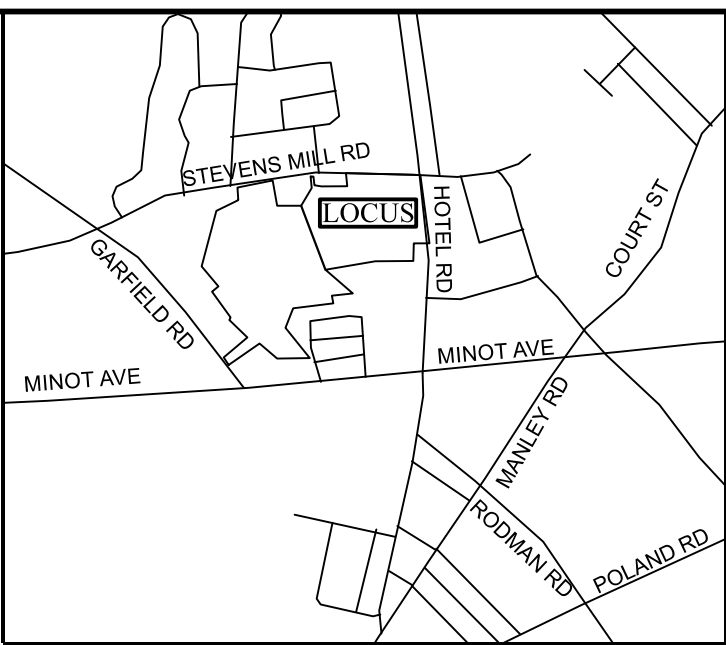 STEVENS MILL RD
LOCUS
HOTEL RD
COURT ST
GARFIELD RD
MINOT AVE
MINOT AVE
MANLEY RD
RODMAN RD
POLAND RD